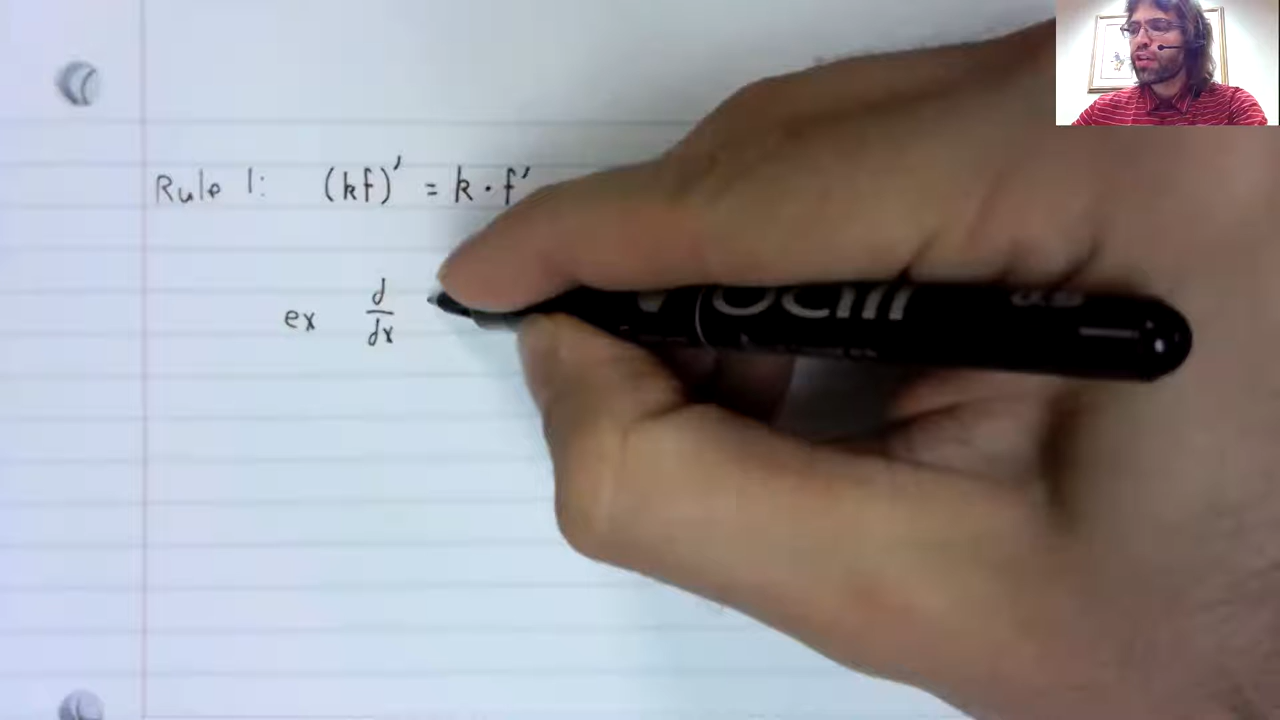 Rule 1: (kf)' = k · f'
ex d/dx